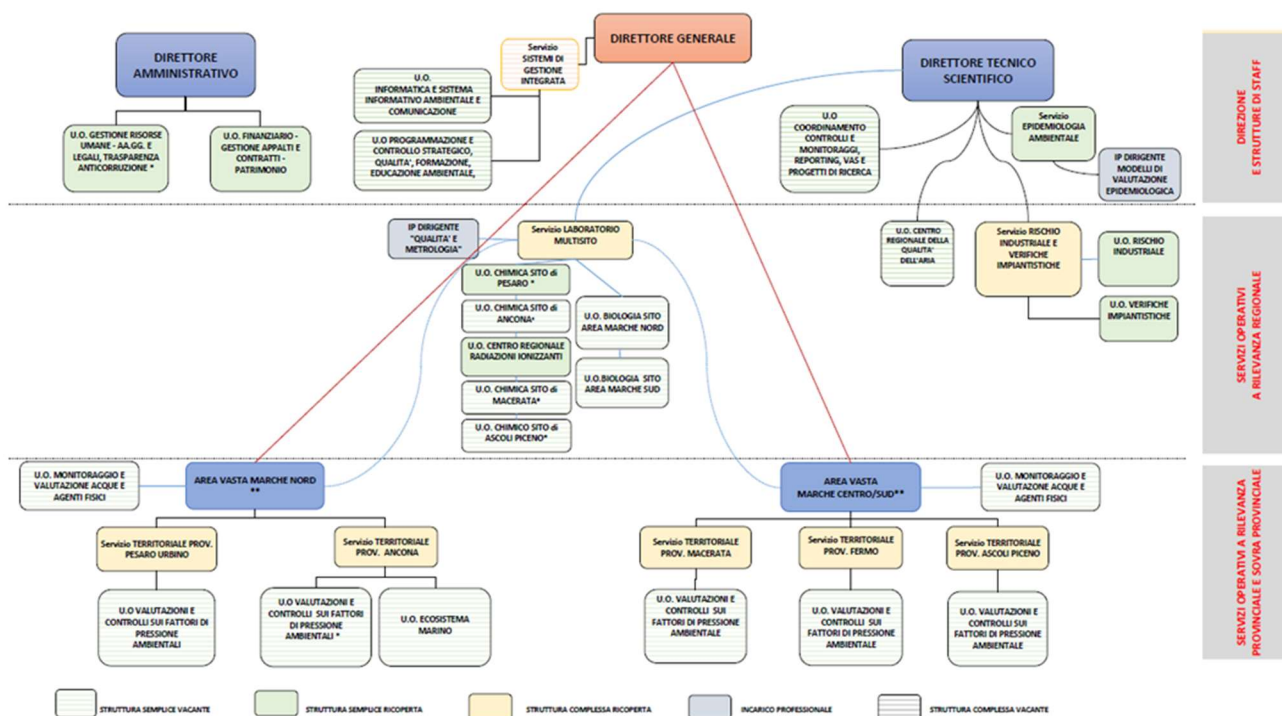 DIRETTORE GENERALE
DIRETTORE
AMMINISTRATIVO
Servizio
SISTEMI DI
GESTIONE
INTEGRATA
DIRETTORE TECNICO
SCIENTIFICO
U.O.
INFORMATICA E SISTEMA
INFORMATIVO AMBIENTALE E
COMUNICAZIONE
U.O. GESTIONE RISORSE
UMANE - AA.GG. E
LEGALI, TRASPARENZA
ANTICORRUZIONE *
U.O. FINANZIARIO -
GESTIONE APPALTI E
CONTRATTI -
PATRIMONIO
U.O PROGRAMMAZIONE E
CONTROLLO STRATEGICO,
QUALITA', FORMAZIONE,
EDUCAZIONE AMBIENTALE,
U.O
COORDINAMENTO
CONTROLLI E
MONITORAGGI,
REPORTING, VAS E
PROGETTI DI RICERCA
Servizio
EPIDEMIOLOGIA
AMBIENTALE
IP DIRIGENTE
MODELLI DI
VALUTAZIONE
EPIDEMIOLOGICA
DIREZIONE
E STRUTTURE DI STAFF
IP DIRIGENTE
"QUALITA' E
METROLOGIA"
Servizio LABORATORIO
MULTISITO
U.O. CHIMICA SITO di
PESARO *
U.O. CHIMICA SITO di
ANCONA*
U.O. CENTRO REGIONALE
RADIAZIONI IONIZZANTI
U.O. CHIMICA SITO di
MACERATA*
U.O. CHIMICO SITO di
ASCOLI PICENO*
U.O. BIOLOGIA SITO
AREA MARCHE NORD
U.O.BIOLOGIA SITO
AREA MARCHE SUD
U.O. CENTRO
REGIONALE DELLA
QUALITA'
DELL'ARIA
Servizio RISCHIO
INDUSTRIALE E
VERIFICHE
IMPIANTISTICHE
U.O. RISCHIO
INDUSTRIALE
U.O. VERIFICHE
IMPIANTISTICHE
SERVIZI OPERATIVI
A RILEVANZA REGIONALE
U.O. MONITORAGGIO E
VALUTAZONE ACQUE E
AGENTI FISICI
AREA VASTA MARCHE NORD
**
AREA VASTA
MARCHE CENTRO/SUD**
U.O. MONITORAGGIO E
VALUTAZIONE ACQUE E
AGENTI FISICI
Servizio TERRITORIALE PROV.
PESARO URBINO
Servizio TERRITORIALE
PROV. ANCONA
Servizio TERRITORIALE
PROV. MACERATA
Servizio TERRITORIALE
PROV. FERMO
Servizio TERRITORIALE
PROV. ASCOLI PICENO
U.O VALUTAZIONI E
CONTROLLI SUI FATTORI DI
PRESSIONE
AMBIENTALI
U.O VALUTAZIONI E
CONTROLLI SUI FATTORI
DI PRESSIONE
AMBIENTALI *
U.O. ECOSISTEMA
MARINO
U.O. VALUTAZIONI E
CONTROLLI SUI
FATTORI DI PRESSIONE
AMBIENTALE
U.O. VALUTAZIONI E
CONTROLLI SUI
FATTORI DI PRESSIONE
AMBIENTALE
U.O. VALUTAZIONI E
CONTROLLI SUI
FATTORI DI PRESSIONE
AMBIENTALE
SERVIZI OPERATIVI A RILEVANZA
PROVINCIALE E SOVRA PROVINCIALE
STRUTTURA SEMPLICE VACANTE
STRUTTURA SEMPLICE RICOPERTA
STRUTTURA COMPLESSA RICOPERTA
INCARICO PROFESSIONALE
STRUTTURA COMPLESSA VACANTE